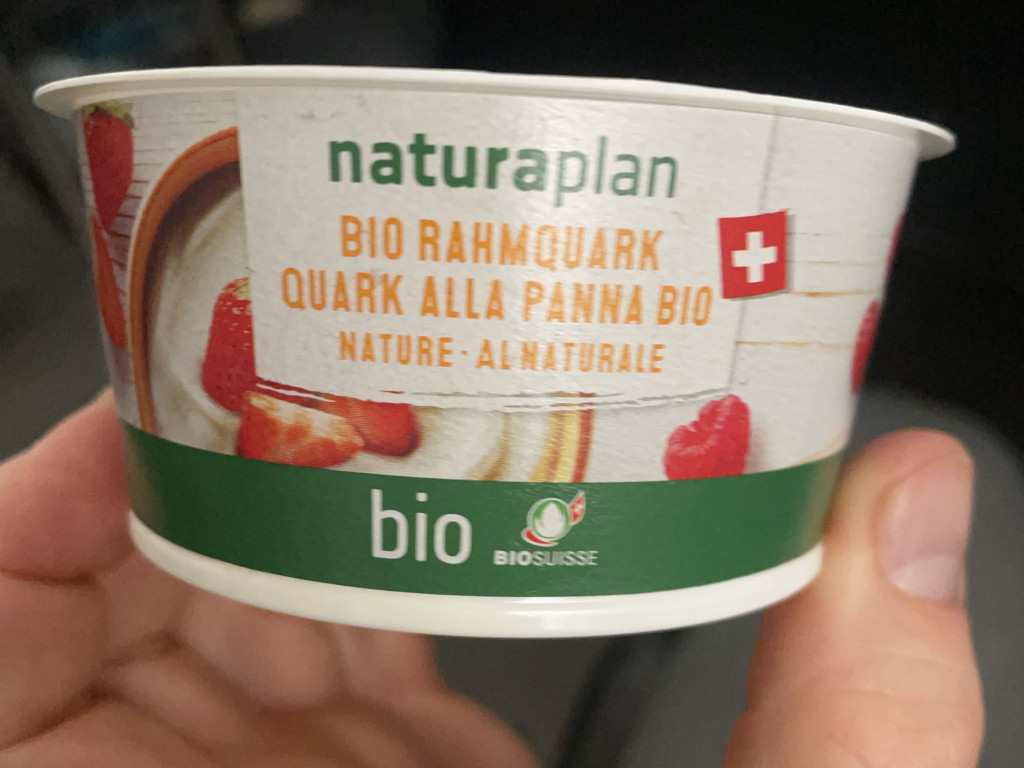 naturaplan
BIO RAHMQUARK
QUARK ALLA PANNA BIO
NATURE · AL NATURALE
bio
BIOSUISSE